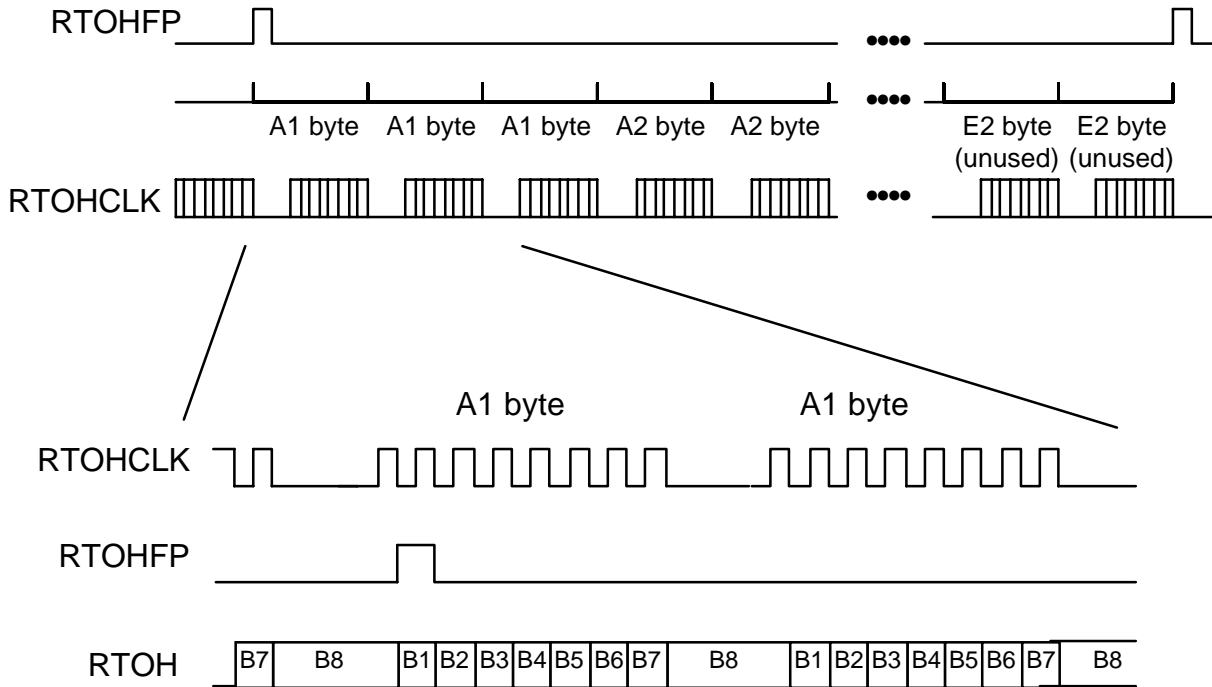 RTOHFP
A1 byte A1 byte A1 byte A2 byte A2 byte E2 byte E2 byte
(unused) (unused)
RTOHCLK
A1 byte A1 byte
RTOHCLK
RTOHFP
RTOH B7 B8 B1 B2 B3 B4 B5 B6 B7 B8 B1 B2 B3 B4 B5 B6 B7 B8